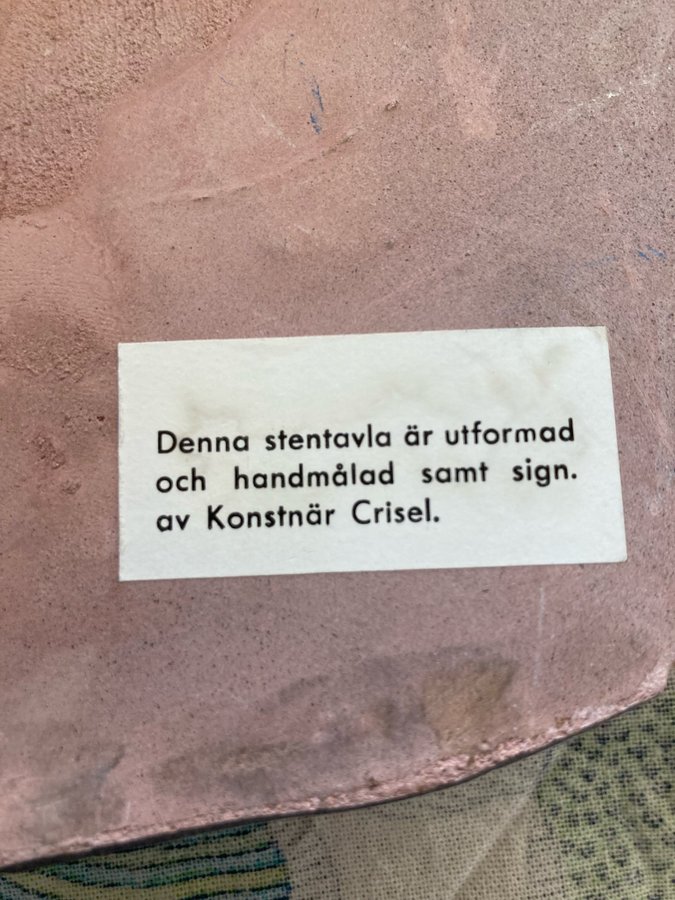 Denna stentavla är utformad
och handmålad samt sign.
av Konstnär Crisel.